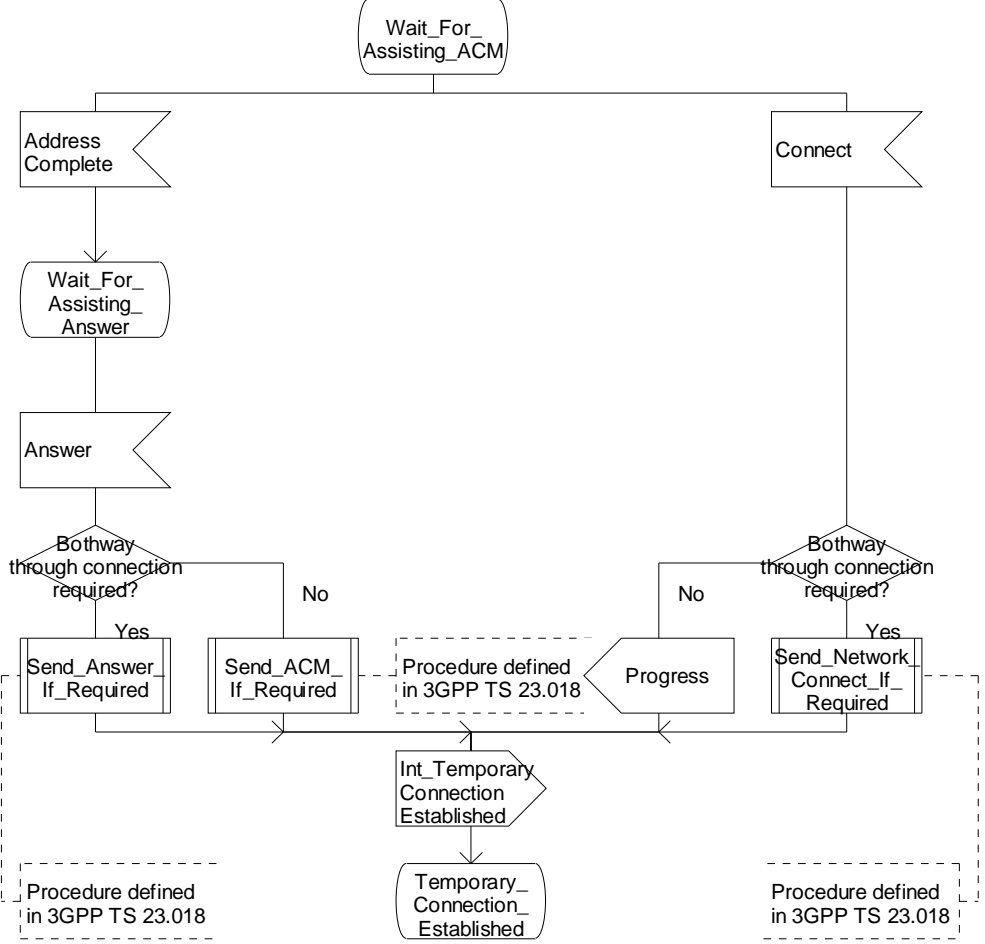 Wait_For_
Assisting_ACM
Address
Complete
Connect
Wait_For_
Assisting_
Answer
Answer
Bothway
through connection
required?
Bothway
through connection
required?
No
No
Yes
Yes
Send_Answer_
If_Required
Send_ACM_
If_Required
Procedure defined
in 3GPP TS 23.018
Progress
Send_Network_
Connect_If_
Required
Int_Temporary
Connection
Established
Temporary_
Connection_
Established
Procedure defined
in 3GPP TS 23.018
Procedure defined
in 3GPP TS 23.018